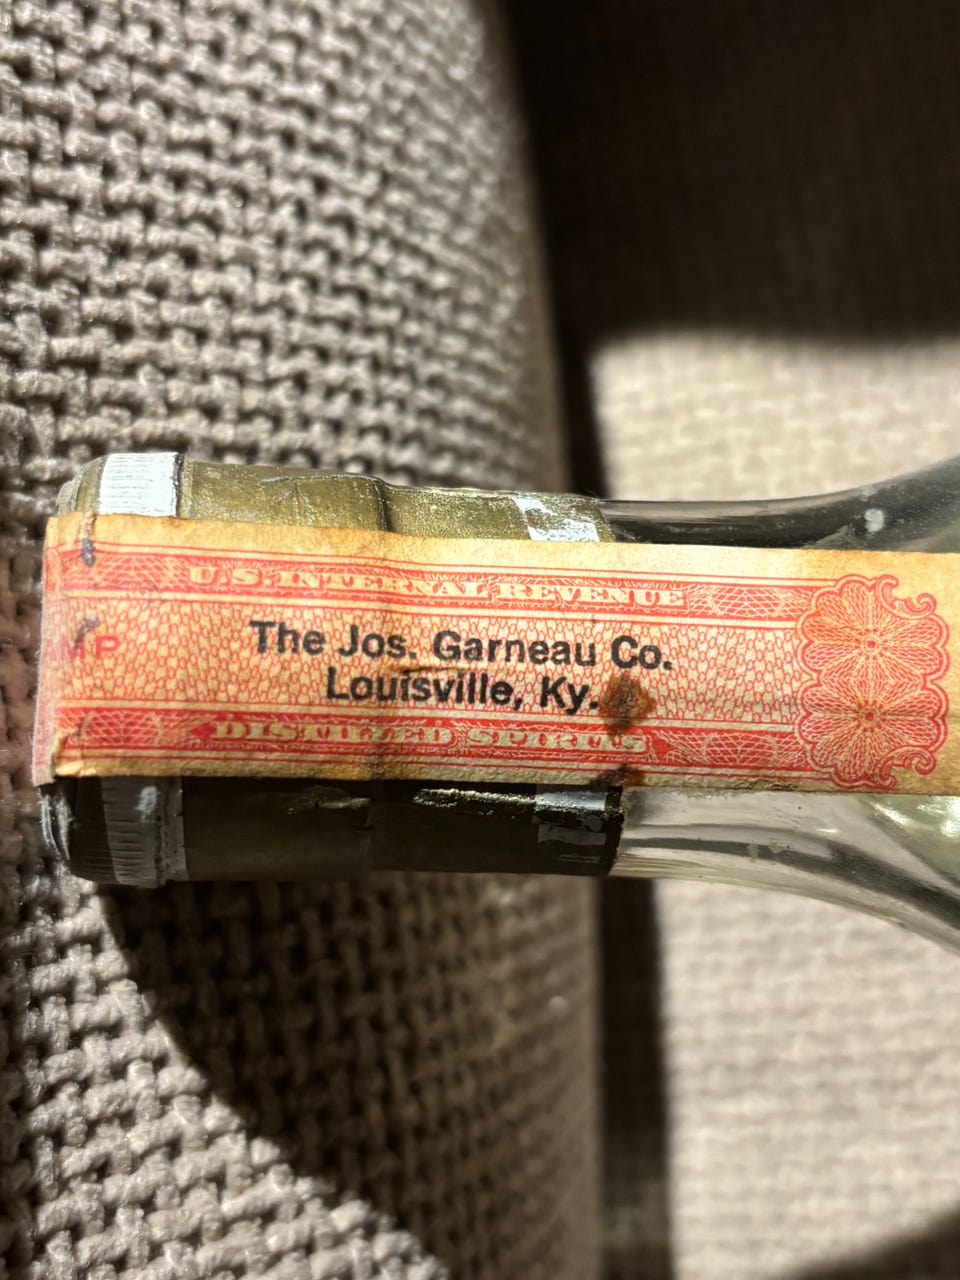 U.S. INTERNAL REVENUE
The Jos. Garneau Co.
Louisville, Ky.
DISTILLED SPIRITS